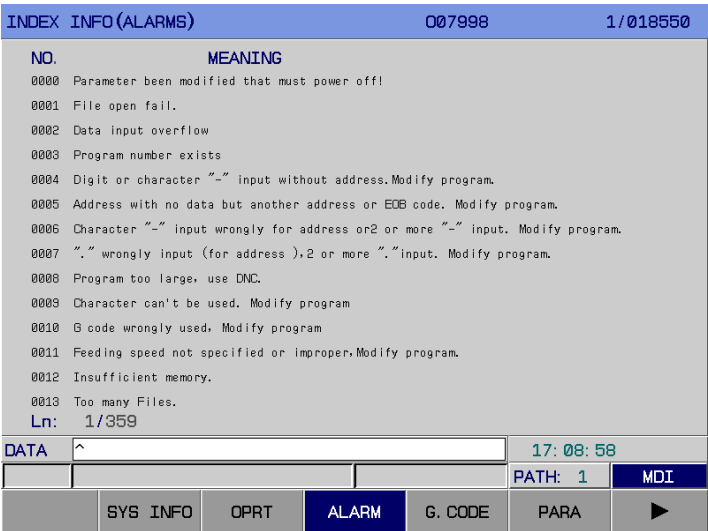 INDEX INFO(ALARMS) O07998 1/018550
NO. MEANING
0000 Parameter been modified that must power off!
0001 File open fail.
0002 Data input overflow
0003 Program number exists
0004 Digit or character "-" input without address.Modify program.
0005 Address with no data but another address or EOB code. Modify program.
0006 Character "-" input wrongly for address or2 or more "-" input. Modify program.
0007 "." wrongly input (for address ),2 or more "."input. Modify program.
0008 Program too large, use DNC.
0009 Character can't be used. Modify program
0010 G code wrongly used, Modify program
0011 Feeding speed not specified or improper,Modify program.
0012 Insufficient memory.
0013 Too many Files.
Ln: 1/359
DATA ^ 17:08:58
PATH: 1 MDI
SYS INFO OPRT ALARM G. CODE PARA ▶